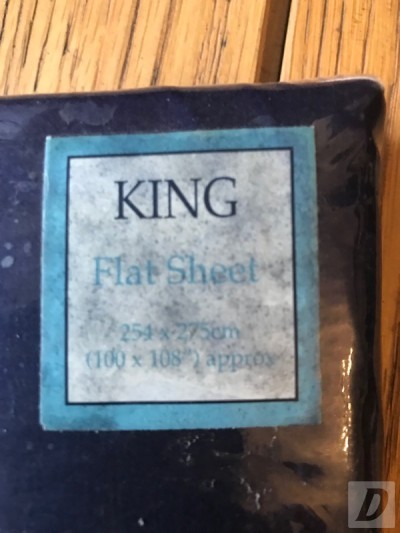 KING
Flat Sheet
254 x 275cm
(100 x 108") approx
D